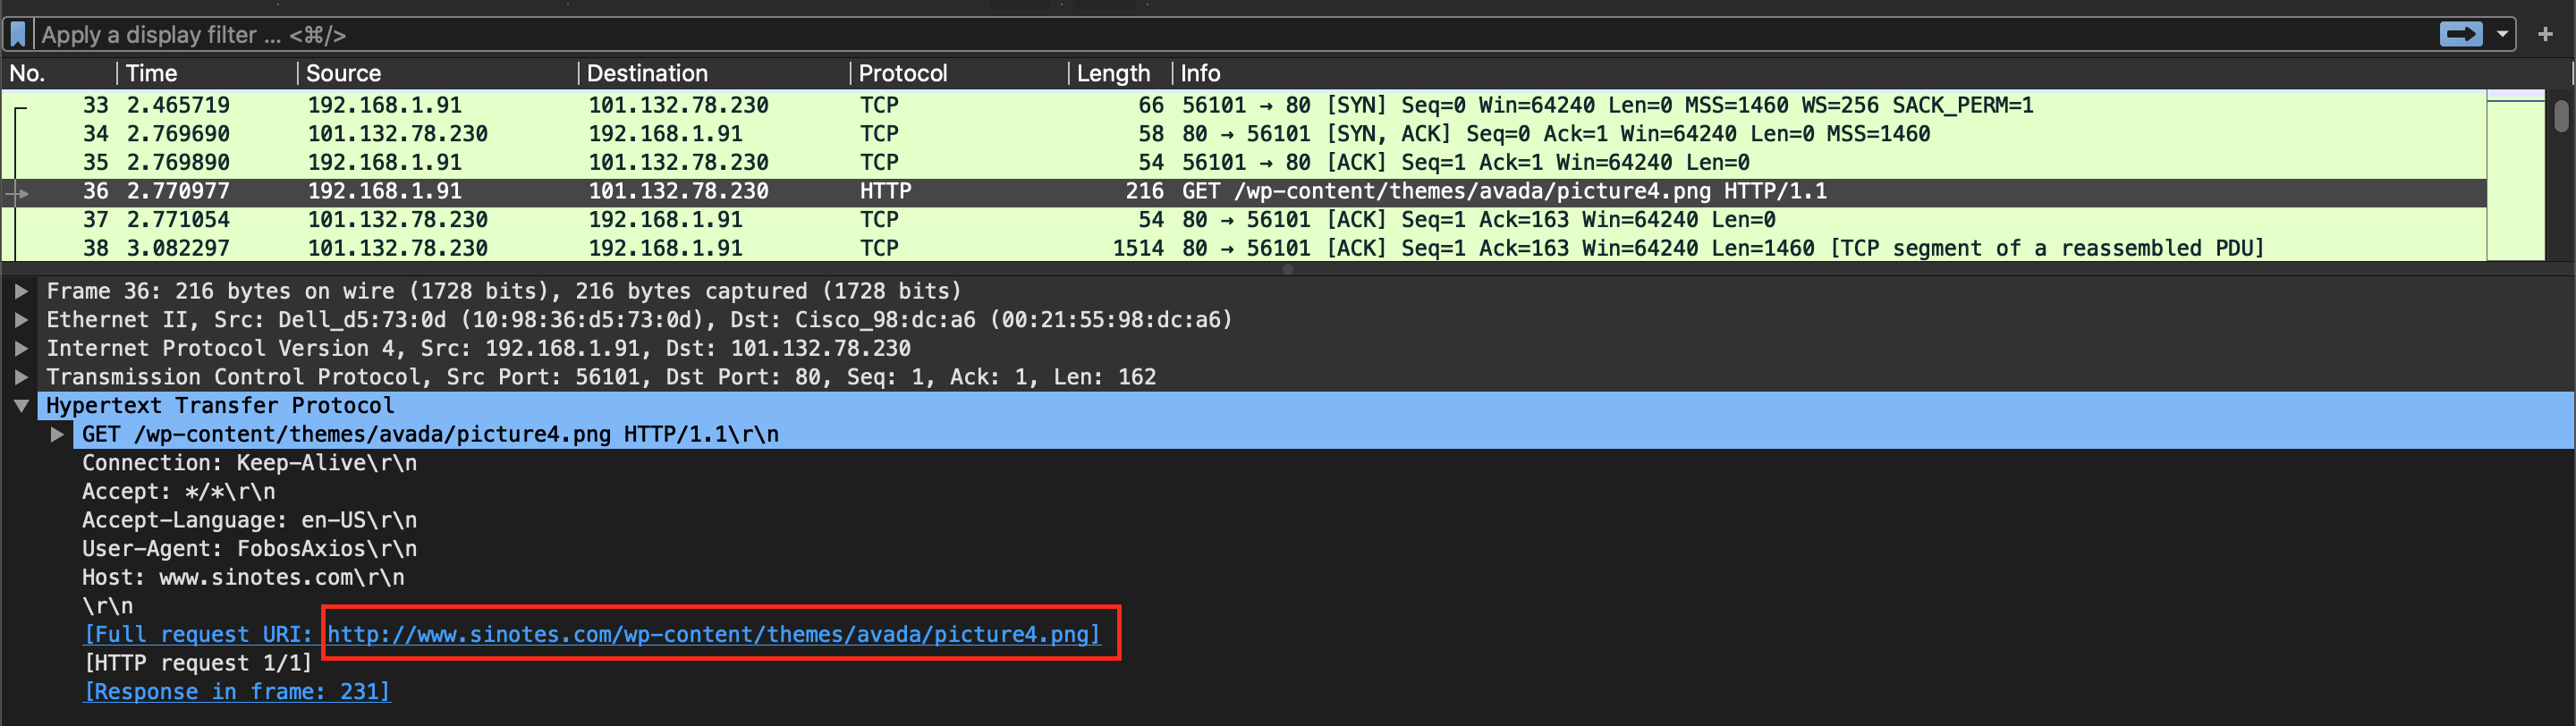 Apply a display filter ... <⌘/>
No. Time Source Destination Protocol Length Info
33 2.465719 192.168.1.91 101.132.78.230 TCP 66 56101 → 80 [SYN] Seq=0 Win=64240 Len=0 MSS=1460 WS=256 SACK_PERM=1
34 2.769690 101.132.78.230 192.168.1.91 TCP 58 80 → 56101 [SYN, ACK] Seq=0 Ack=1 Win=64240 Len=0 MSS=1460
35 2.769890 192.168.1.91 101.132.78.230 TCP 54 56101 → 80 [ACK] Seq=1 Ack=1 Win=64240 Len=0
36 2.770977 192.168.1.91 101.132.78.230 HTTP 216 GET /wp-content/themes/avada/picture4.png HTTP/1.1
37 2.771054 101.132.78.230 192.168.1.91 TCP 54 80 → 56101 [ACK] Seq=1 Ack=163 Win=64240 Len=0
38 3.082297 101.132.78.230 192.168.1.91 TCP 1514 80 → 56101 [ACK] Seq=1 Ack=163 Win=64240 Len=1460 [TCP segment of a reassembled PDU]
Frame 36: 216 bytes on wire (1728 bits), 216 bytes captured (1728 bits)
Ethernet II, Src: Dell_d5:73:0d (10:98:36:d5:73:0d), Dst: Cisco_98:dc:a6 (00:21:55:98:dc:a6)
Internet Protocol Version 4, Src: 192.168.1.91, Dst: 101.132.78.230
Transmission Control Protocol, Src Port: 56101, Dst Port: 80, Seq: 1, Ack: 1, Len: 162
Hypertext Transfer Protocol
GET /wp-content/themes/avada/picture4.png HTTP/1.1\r\n
Connection: Keep-Alive\r\n
Accept: */*\r\n
Accept-Language: en-US\r\n
User-Agent: FobosAxios\r\n
Host: www.sinotes.com\r\n
\r\n
[Full request URI: http://www.sinotes.com/wp-content/themes/avada/picture4.png]
[HTTP request 1/1]
[Response in frame: 231]